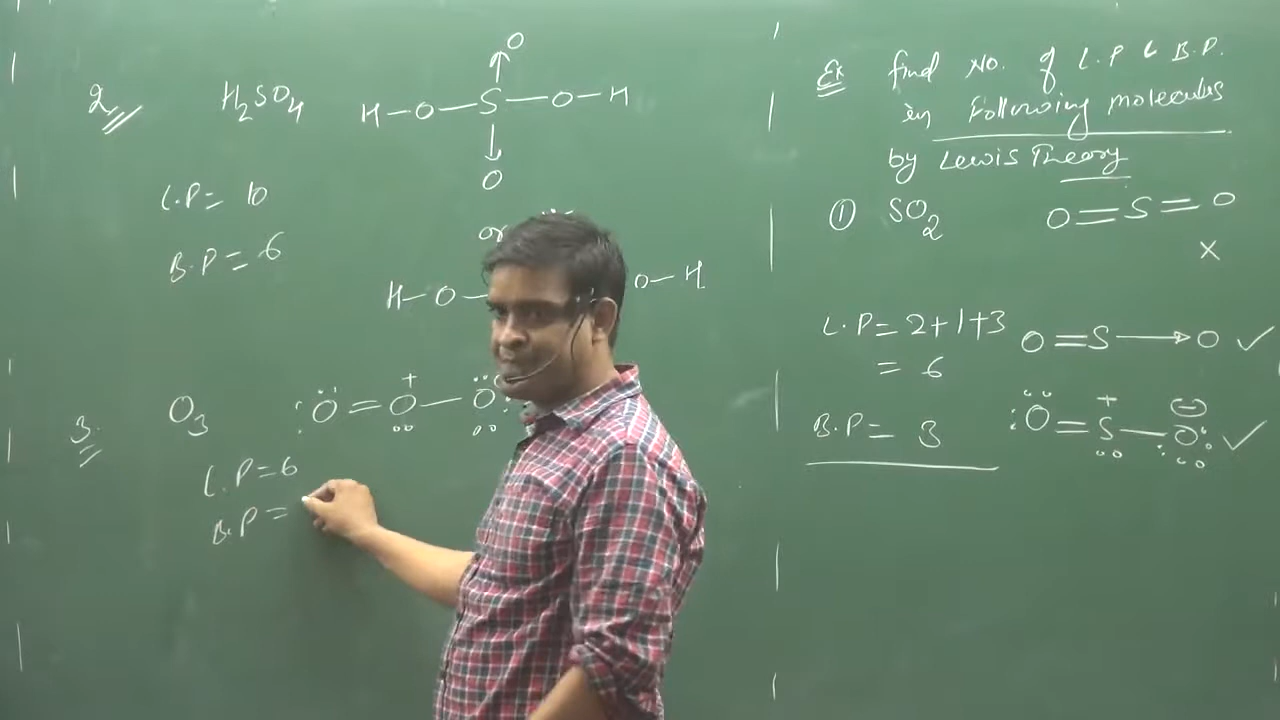 2. H₂SO₄
O
↑
H–O–S–O–H
↓
O
L.P = 10
B.P = 6
or
H–O– O–H
3. O₃ :Ö=O⁺–O
L.P = 6
B.P =
Ex find No. of L.P & B.P.
in Following molecules
by Lewis Theory
① SO₂ O=S=O
×
L.P = 2+1+3 O=S→O ✓
= 6
B.P = 3 :Ö=S⁺–O⊖ ✓